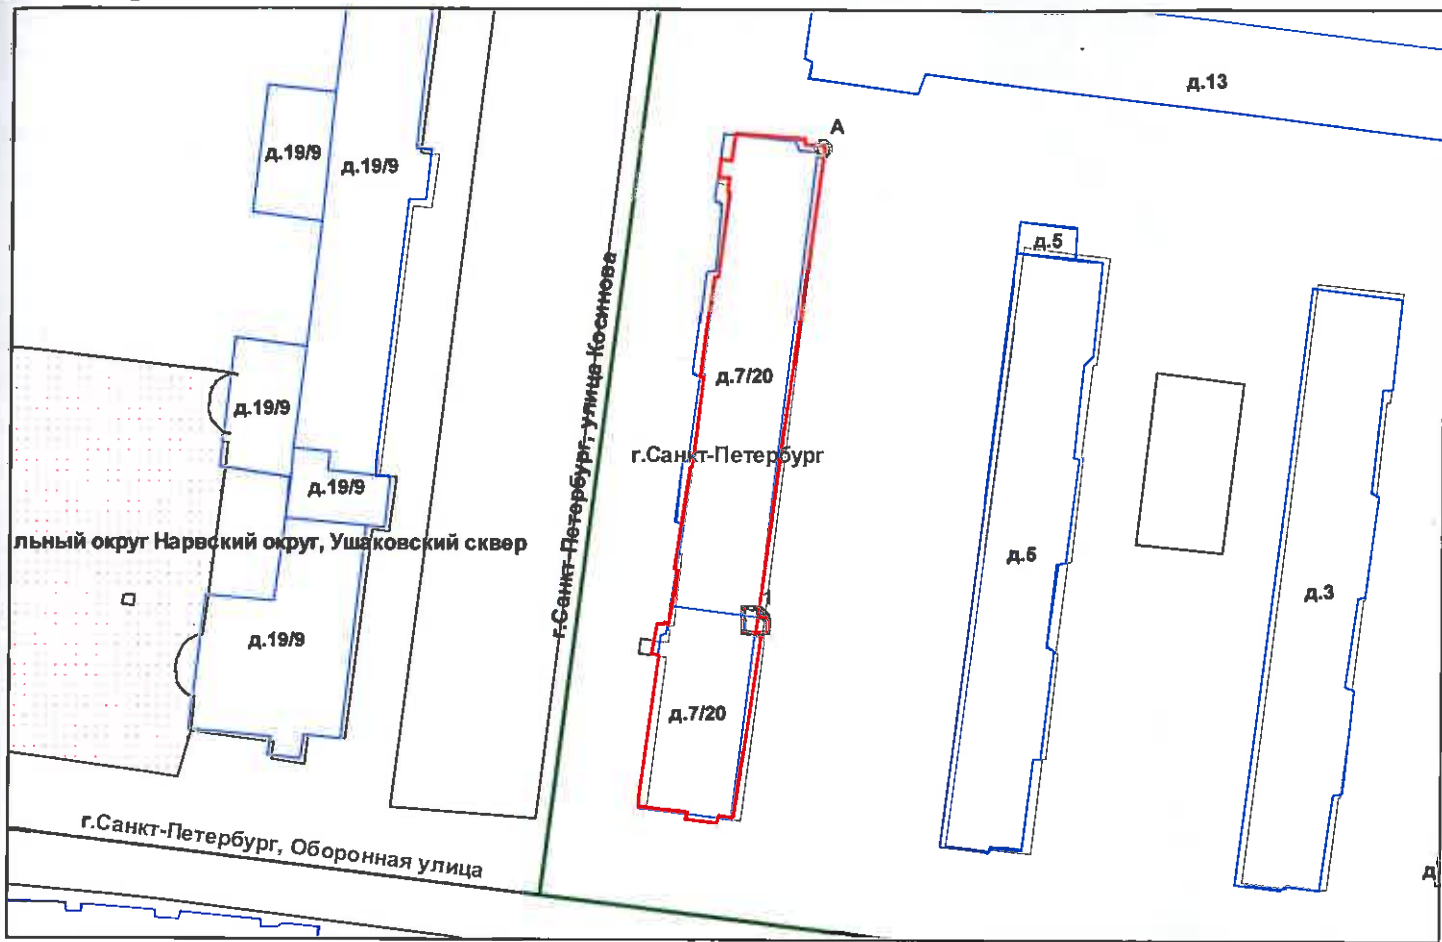 д.13
А
д.19/9
д.19/9
д.5
г.Санкт-Петербург, улица Косинова
д.7/20
д.19/9
г.Санкт-Петербург
д.19/9
льный округ Нарвский округ, Ушаковский сквер
д.5
д.3
д.19/9
д.7/20
г.Санкт-Петербург, Оборонная улица
д